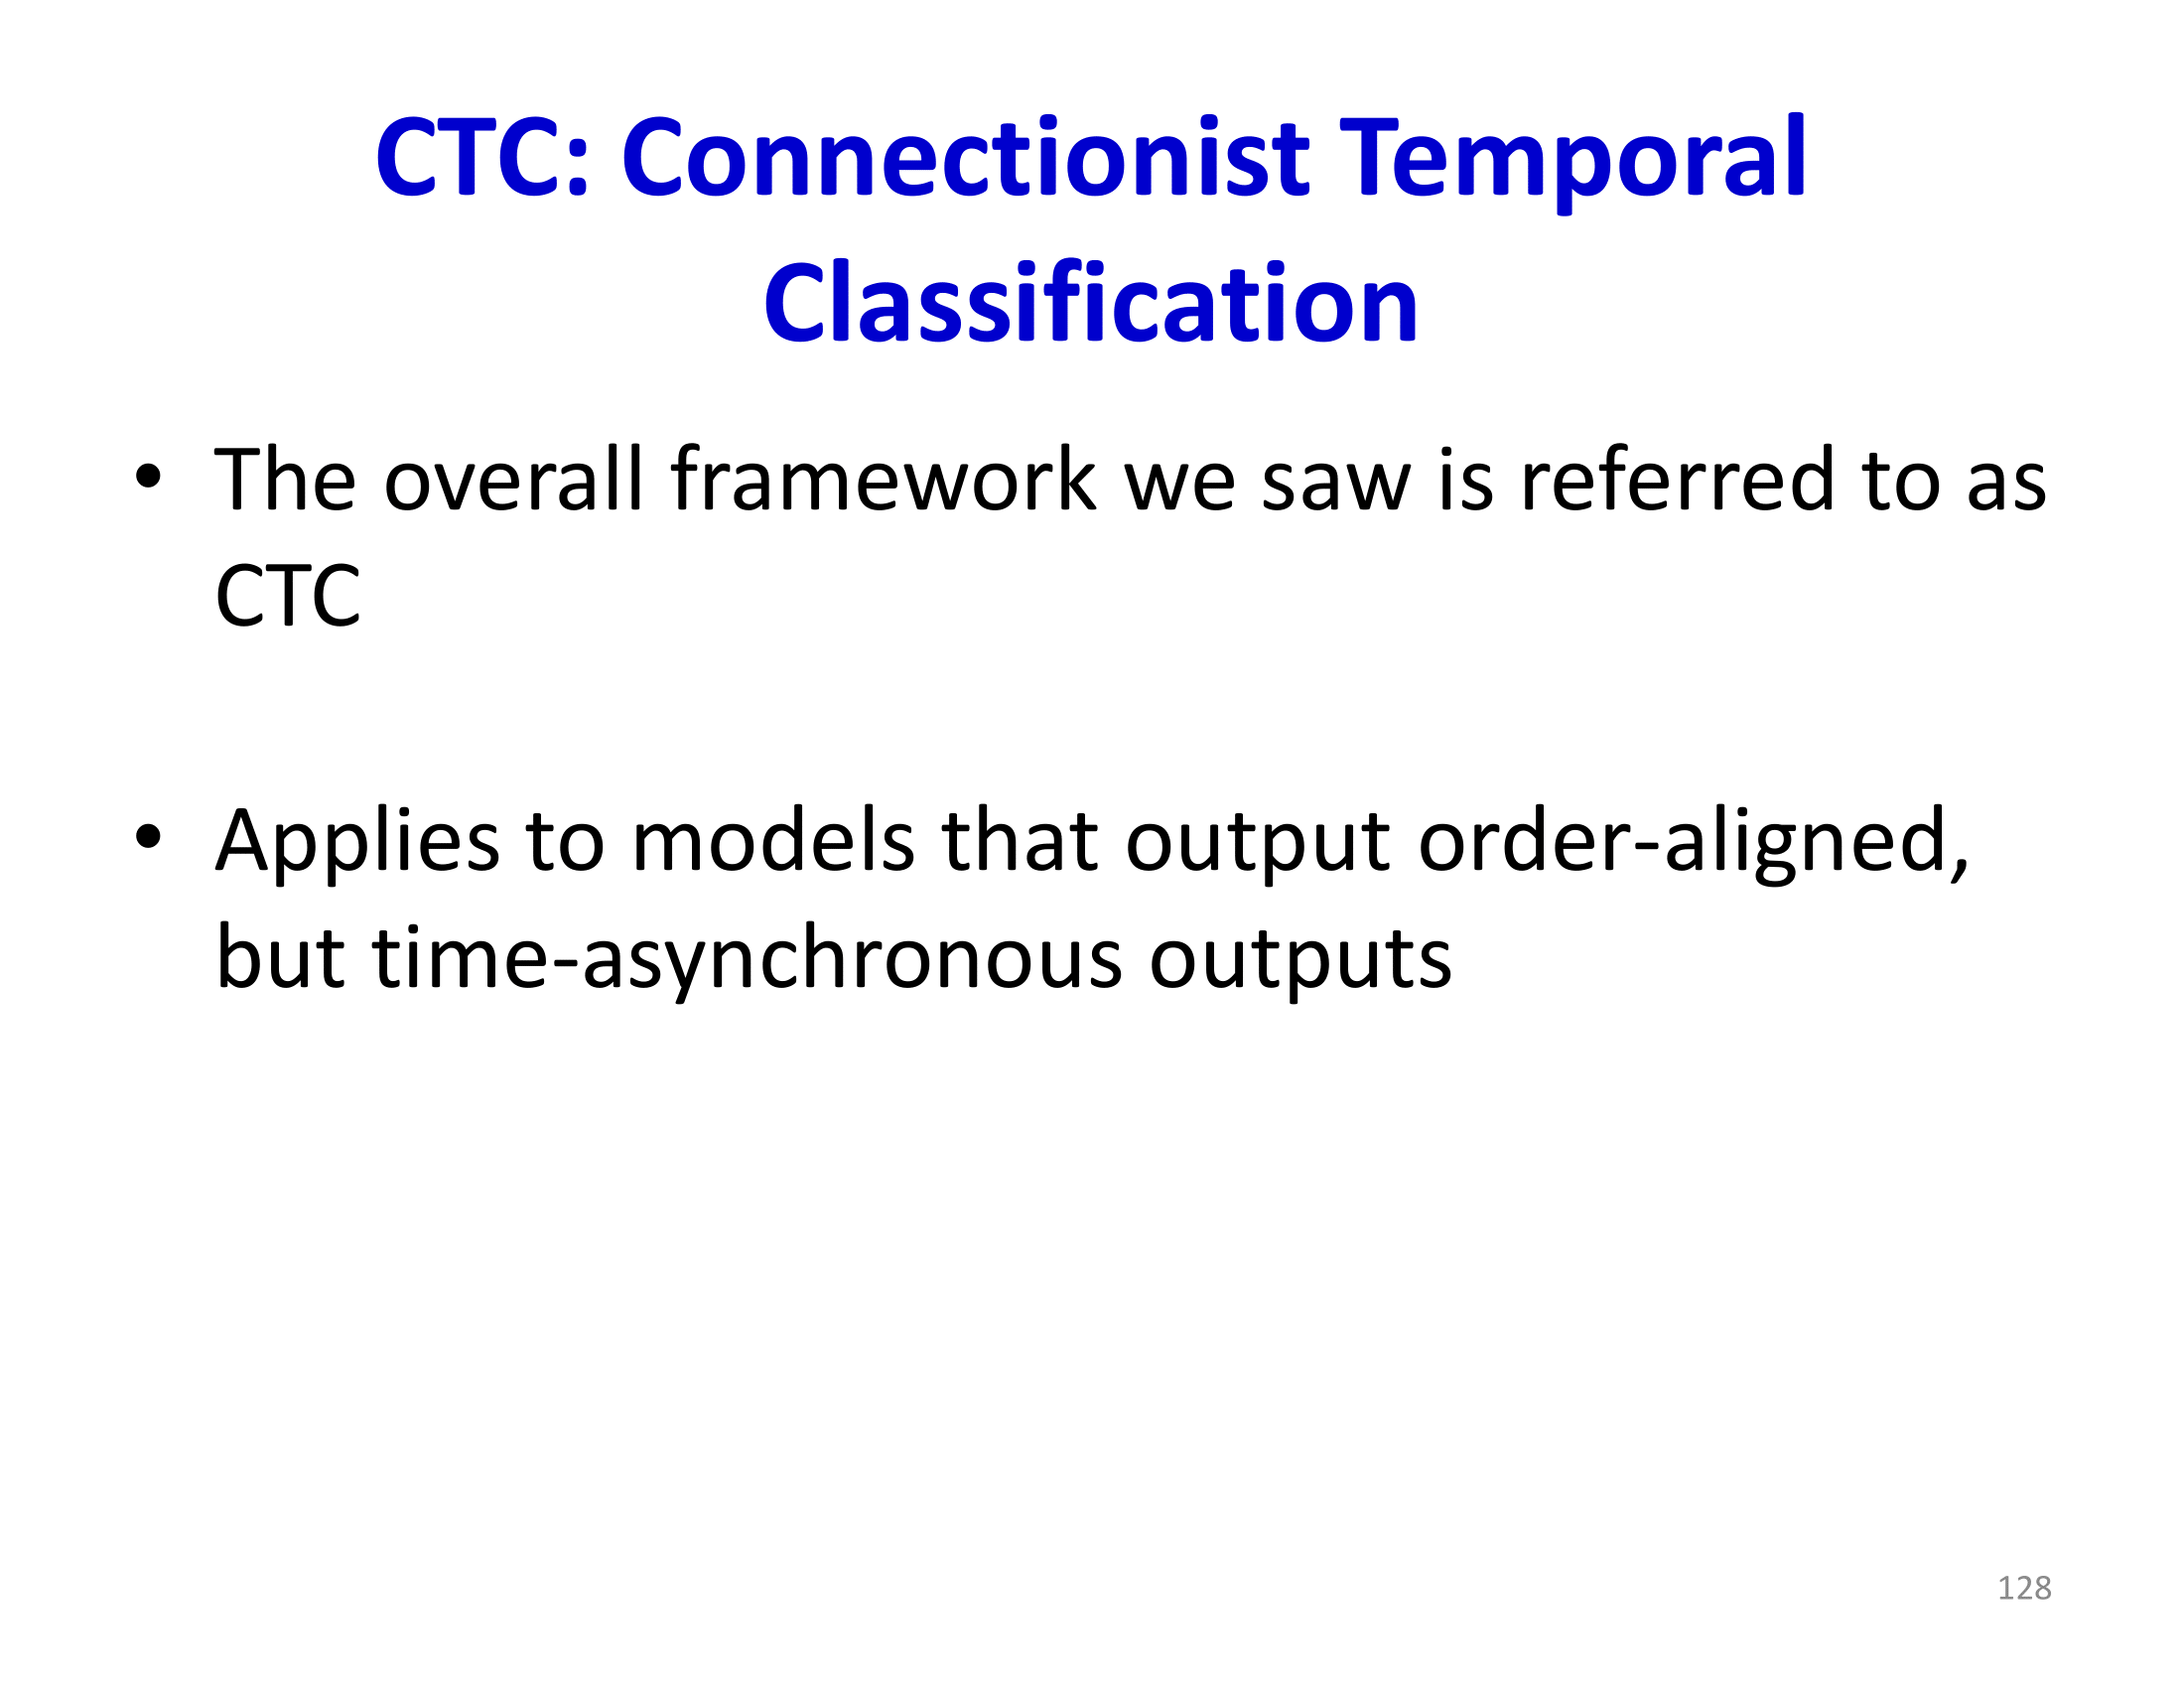 CTC: Connectionist Temporal
Classification
• The overall framework we saw is referred to as
CTC
• Applies to models that output order-aligned,
but time-asynchronous outputs
128